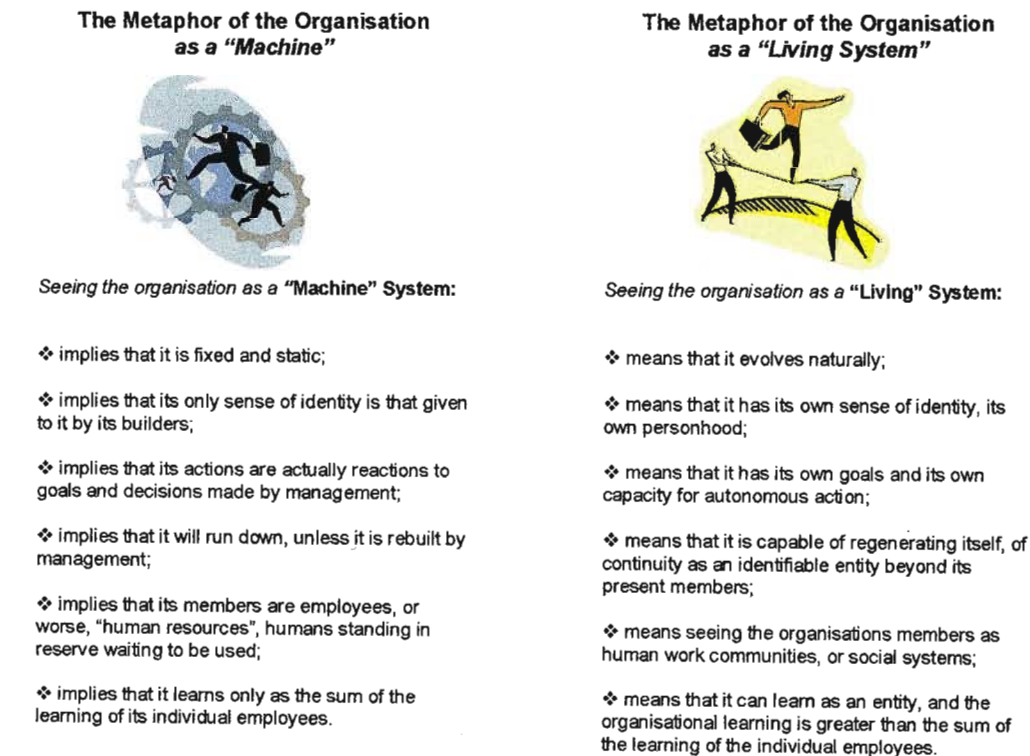 The Metaphor of the Organisation
as a “Machine”
Seeing the organisation as a “Machine” System:
❖ implies that it is fixed and static;
❖ implies that its only sense of identity is that given
to it by its builders;
❖ implies that its actions are actually reactions to
goals and decisions made by management;
❖ implies that it will run down, unless it is rebuilt by
management;
❖ implies that its members are employees, or
worse, “human resources”, humans standing in
reserve waiting to be used;
❖ implies that it learns only as the sum of the
learning of its individual employees.
The Metaphor of the Organisation
as a “Living System”
Seeing the organisation as a “Living” System:
❖ means that it evolves naturally;
❖ means that it has its own sense of identity, its
own personhood;
❖ means that it has its own goals and its own
capacity for autonomous action;
❖ means that it is capable of regenerating itself, of
continuity as an identifiable entity beyond its
present members;
❖ means seeing the organisations members as
human work communities, or social systems;
❖ means that it can learn as an entity, and the
organisational learning is greater than the sum of
the learning of the individual employees.